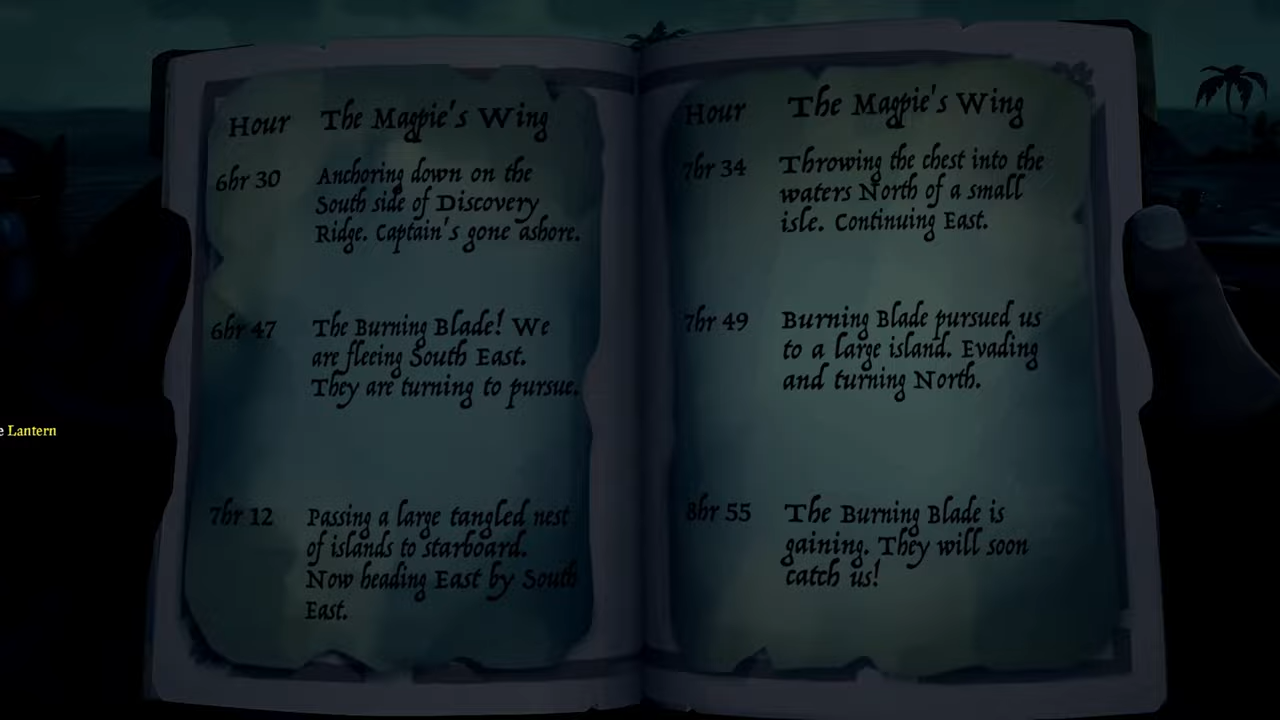 Hour The Magpie's Wing
6hr 30 Anchoring down on the
South side of Discovery
Ridge. Captain's gone ashore.
6hr 47 The Burning Blade! We
are fleeing South East.
They are turning to pursue.
7hr 12 Passing a large tangled nest
of islands to starboard.
Now heading East by South
East.
Hour The Magpie's Wing
7hr 34 Throwing the chest into the
waters North of a small
isle. Continuing East.
7hr 49 Burning Blade pursued us
to a large island. Evading
and turning North.
8hr 55 The Burning Blade is
gaining. They will soon
catch us!
e Lantern